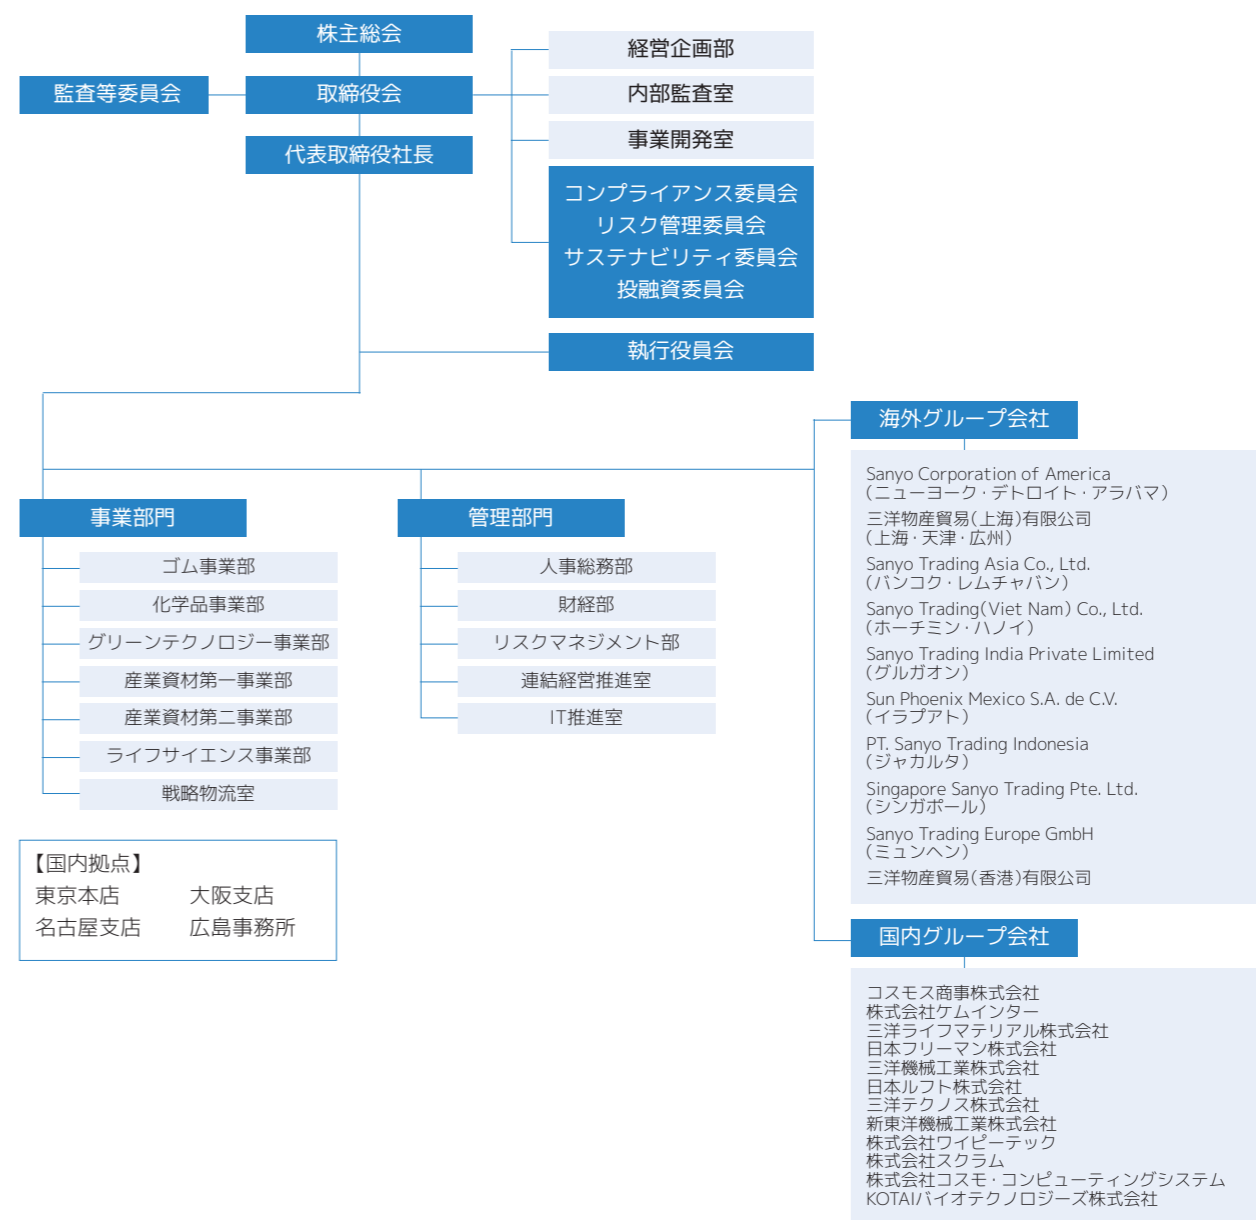 株主総会
監査等委員会
取締役会
代表取締役社長
経営企画部
内部監査室
事業開発室
コンプライアンス委員会
リスク管理委員会
サステナビリティ委員会
投融資委員会
執行役員会
事業部門
ゴム事業部
化学品事業部
グリーンテクノロジー事業部
産業資材第一事業部
産業資材第二事業部
ライフサイエンス事業部
戦略物流室
管理部門
人事総務部
財経部
リスクマネジメント部
連結経営推進室
IT推進室
【国内拠点】
東京本店 大阪支店
名古屋支店 広島事務所
海外グループ会社
Sanyo Corporation of America
（ニューヨーク・デトロイト・アラバマ）
三洋物産貿易（上海）有限公司
（上海・天津・広州）
Sanyo Trading Asia Co., Ltd.
（バンコク・レムチャバン）
Sanyo Trading（Viet Nam）Co., Ltd.
（ホーチミン・ハノイ）
Sanyo Trading India Private Limited
（グルガオン）
Sun Phoenix Mexico S.A. de C.V.
（イラプアト）
PT. Sanyo Trading Indonesia
（ジャカルタ）
Singapore Sanyo Trading Pte. Ltd.
（シンガポール）
Sanyo Trading Europe GmbH
（ミュンヘン）
三洋物産貿易（香港）有限公司
国内グループ会社
コスモス商事株式会社
株式会社ケムインター
三洋ライフマテリアル株式会社
日本フリーマン株式会社
三洋機械工業株式会社
日本ルフト株式会社
三洋テクノス株式会社
新東洋機械工業株式会社
株式会社ワイピーテック
株式会社スクラム
株式会社コスモ・コンピューティングシステム
KOTAIバイオテクノロジーズ株式会社